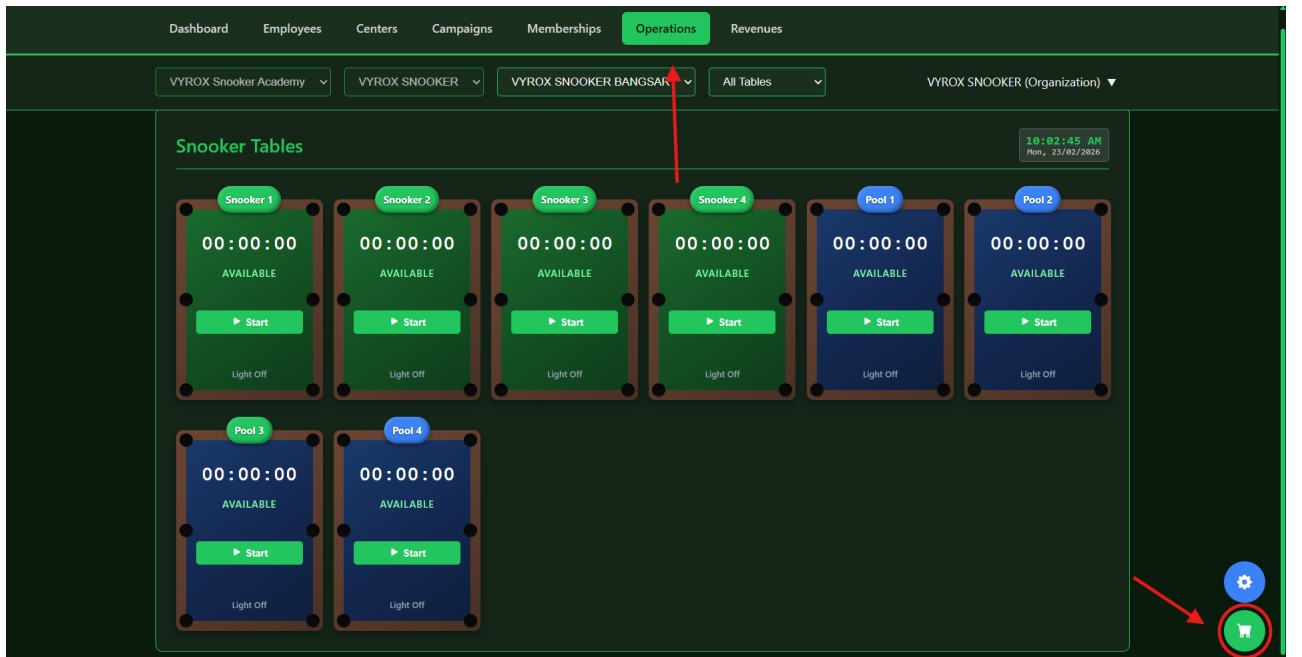 Dashboard Employees Centers Campaigns Memberships Operations Revenues
VYROX Snooker Academy VYROX SNOOKER VYROX SNOOKER BANGSAR All Tables VYROX SNOOKER (Organization) ▼
Snooker Tables
10:02:45 AM
Mon, 23/02/2026
Snooker 1 Snooker 2 Snooker 3 Snooker 4 Pool 1 Pool 2
00:00:00 00:00:00 00:00:00 00:00:00 00:00:00 00:00:00
AVAILABLE AVAILABLE AVAILABLE AVAILABLE AVAILABLE AVAILABLE
Start Start Start Start Start Start
Light Off Light Off Light Off Light Off Light Off Light Off
Pool 3 Pool 4
00:00:00 00:00:00
AVAILABLE AVAILABLE
Start Start
Light Off Light Off